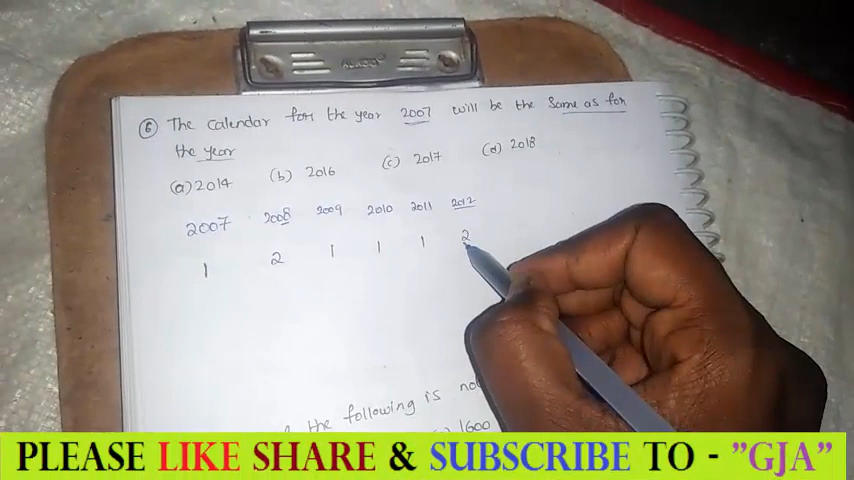 6 The calendar for the year 2007 will be the same as for
the year
(a) 2014 (b) 2016 (c) 2017 (d) 2018
2007 2008 2009 2010 2011 2012
1 2 1 1 1 2
the following is
1600
PLEASE LIKE SHARE & SUBSCRIBE TO - "GJA"